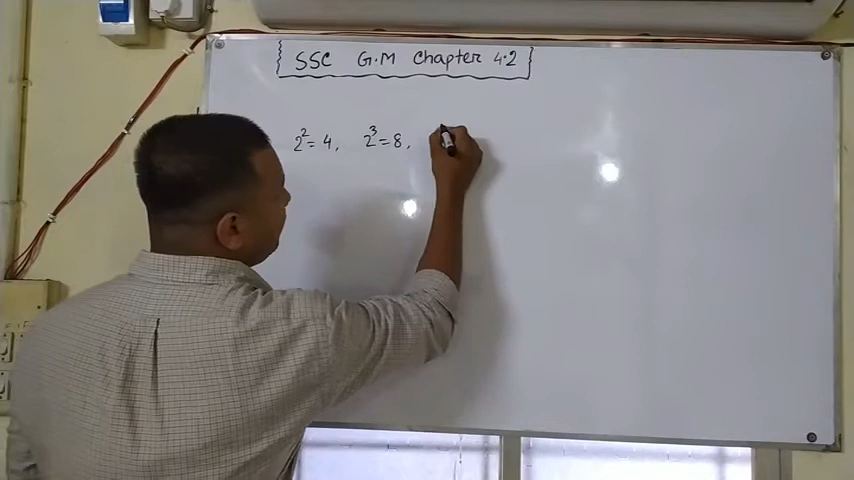 SSC G.M Chapter 4.2
2² = 4, 2³ = 8,